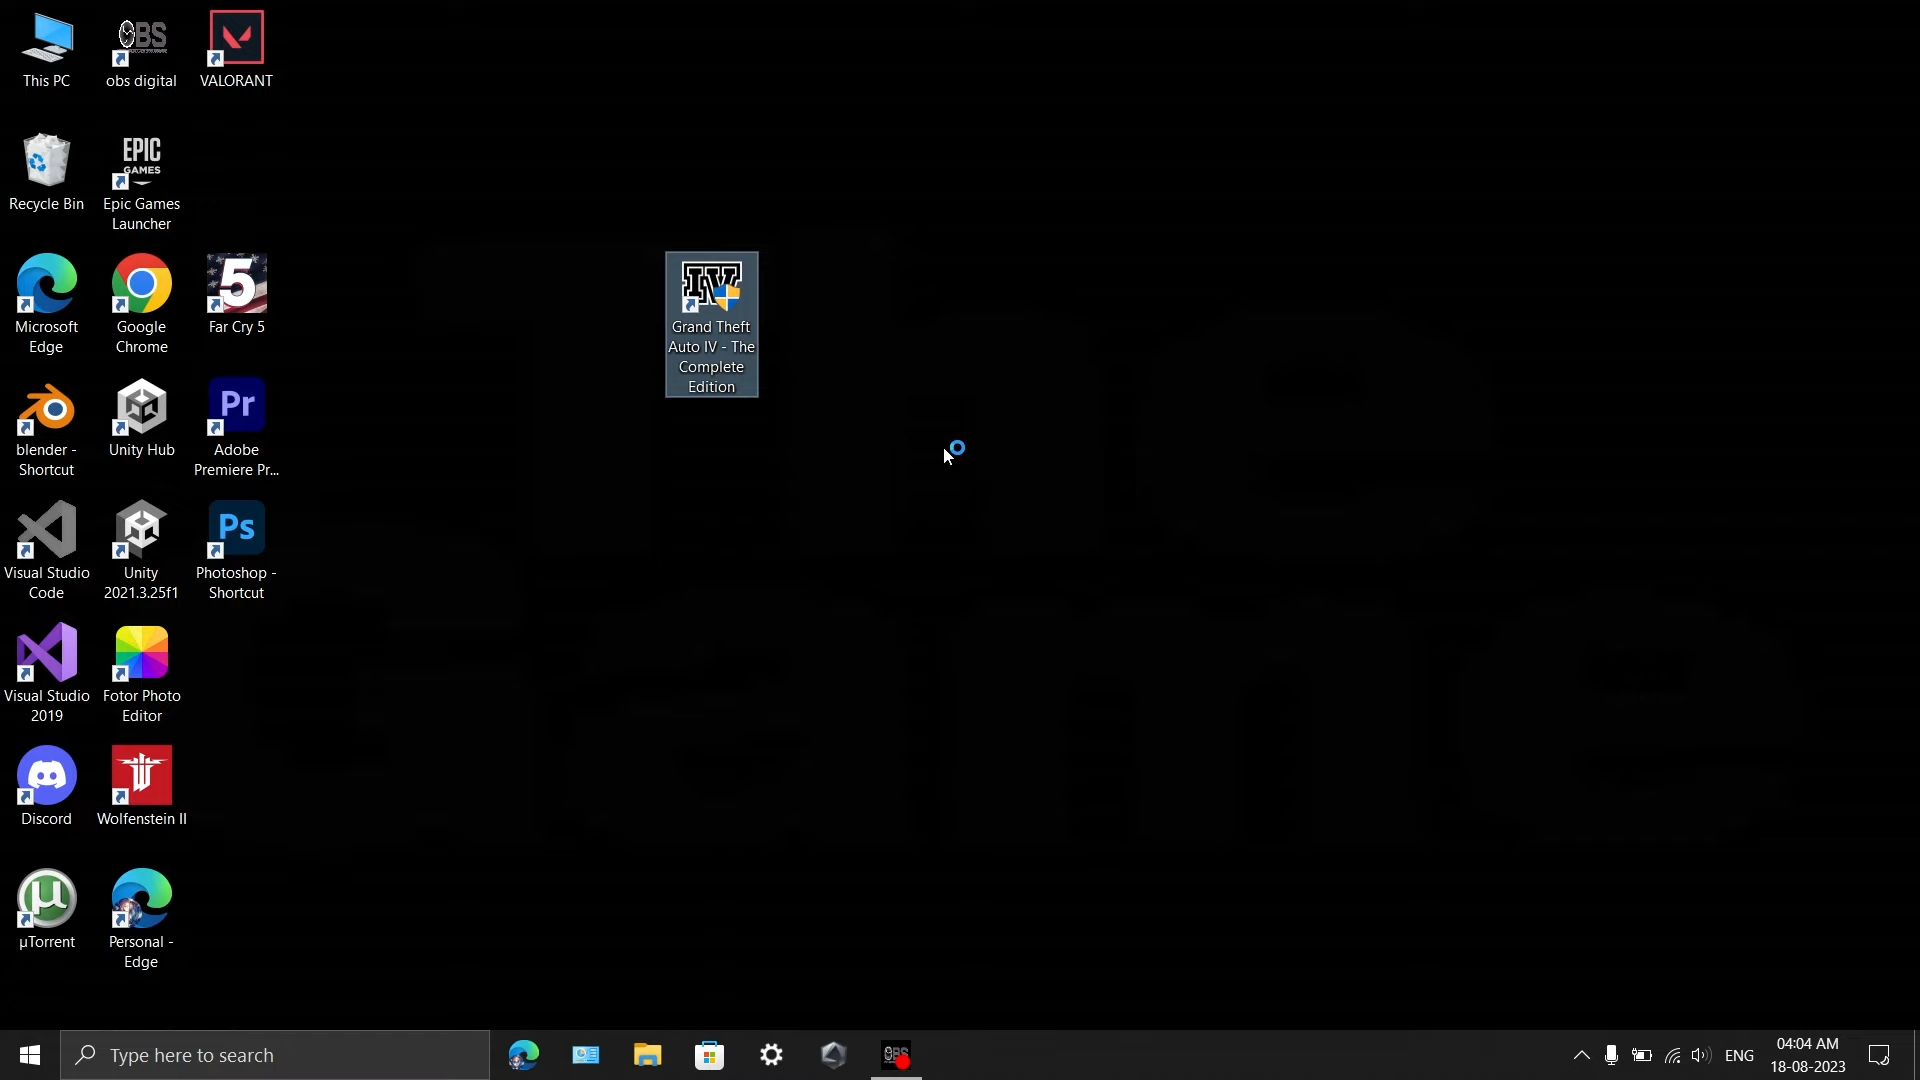 This PC
obs digital
VALORANT
Recycle Bin
EPIC
GAMES
Epic Games
Launcher
Microsoft
Edge
Google
Chrome
5
Far Cry 5
IV
Grand Theft
Auto IV - The
Complete
Edition
blender -
Shortcut
Unity Hub
Pr
Adobe
Premiere Pr...
Visual Studio
Code
Unity
2021.3.25f1
Ps
Photoshop -
Shortcut
Visual Studio
2019
Fotor Photo
Editor
Discord
Wolfenstein II
µ
µTorrent
Personal -
Edge
Type here to search
OBS
ENG
04:04 AM
18-08-2023